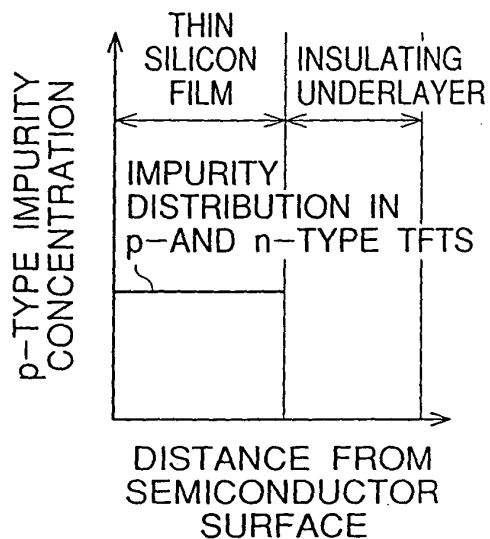 THIN
SILICON
FILM
INSULATING
UNDERLAYER
IMPURITY
DISTRIBUTION IN
p-AND n-TYPE TFTS
p-TYPE IMPURITY
CONCENTRATION
DISTANCE FROM
SEMICONDUCTOR
SURFACE